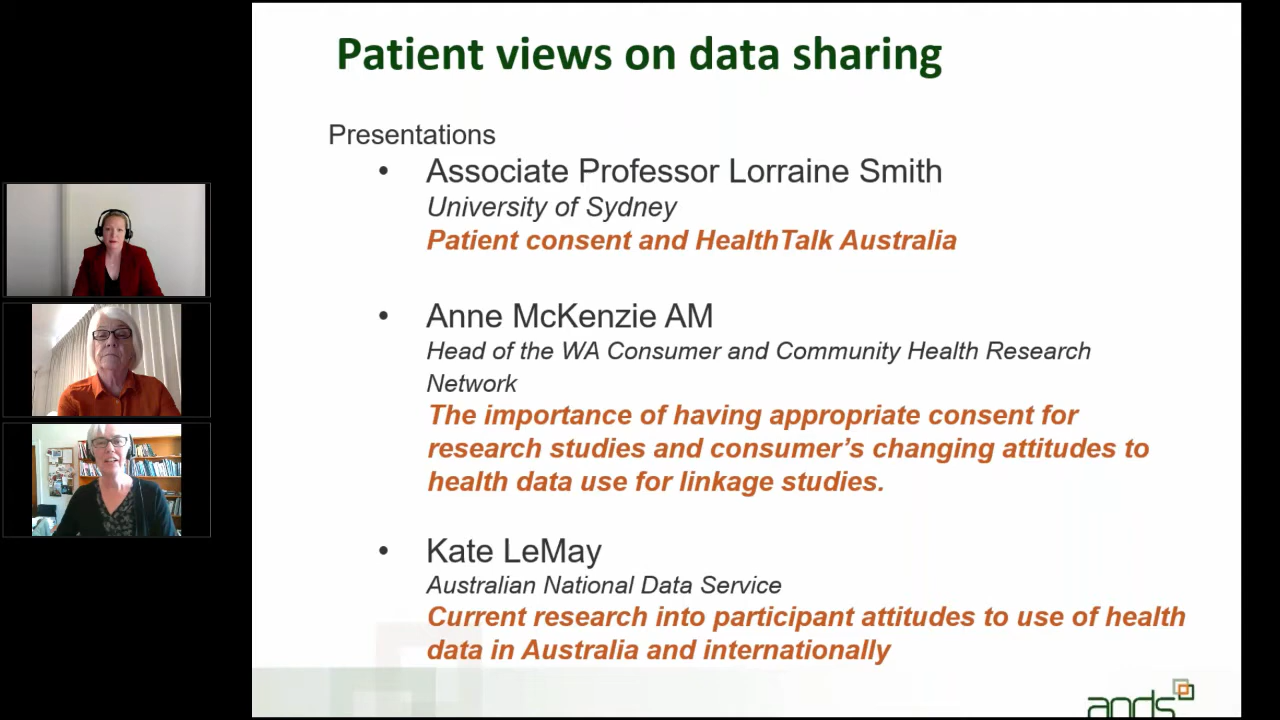 Patient views on data sharing
Presentations
• Associate Professor Lorraine Smith
University of Sydney
Patient consent and HealthTalk Australia
• Anne McKenzie AM
Head of the WA Consumer and Community Health Research
Network
The importance of having appropriate consent for
research studies and consumer's changing attitudes to
health data use for linkage studies.
• Kate LeMay
Australian National Data Service
Current research into participant attitudes to use of health
data in Australia and internationally
ands